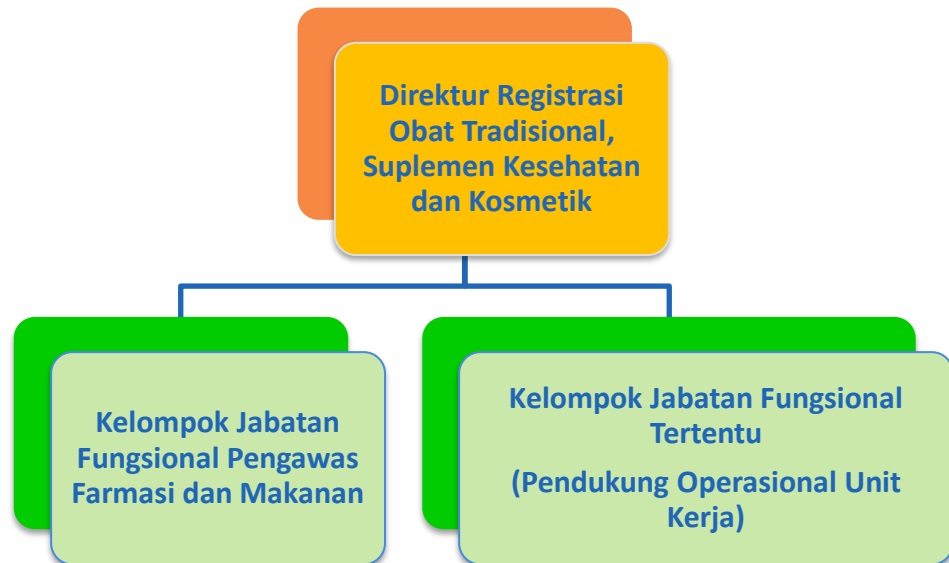 Direktur Registrasi
Obat Tradisional,
Suplemen Kesehatan
dan Kosmetik
Kelompok Jabatan
Fungsional Pengawas
Farmasi dan Makanan
Kelompok Jabatan Fungsional
Tertentu
(Pendukung Operasional Unit
Kerja)